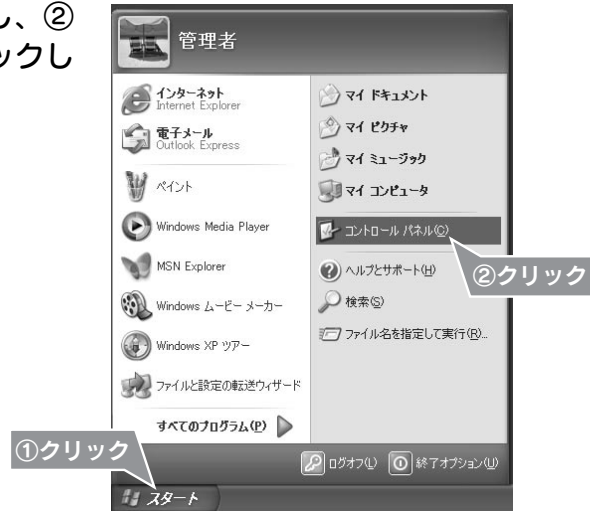 し、②
ックし
管理者
インターネット
Internet Explorer
電子メール
Outlook Express
ペイント
Windows Media Player
MSN Explorer
Windows ムービー メーカー
Windows XP ツアー
ファイルと設定の転送ウィザード
すべてのプログラム(P)
マイ ドキュメント
マイ ピクチャ
マイ ミュージック
マイ コンピュータ
コントロール パネル(C)
②クリック
ヘルプとサポート(H)
検索(S)
ファイル名を指定して実行(R)...
①クリック
ログオフ(L)
終了オプション(U)
スタート